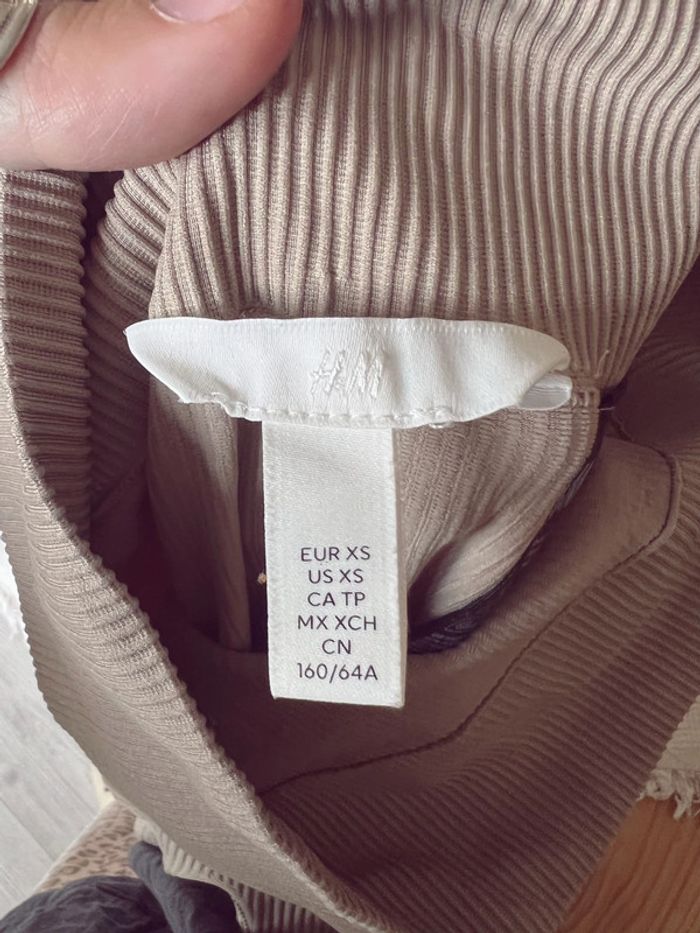 H&M
EUR XS
US XS
CA TP
MX XCH
CN
160/64A